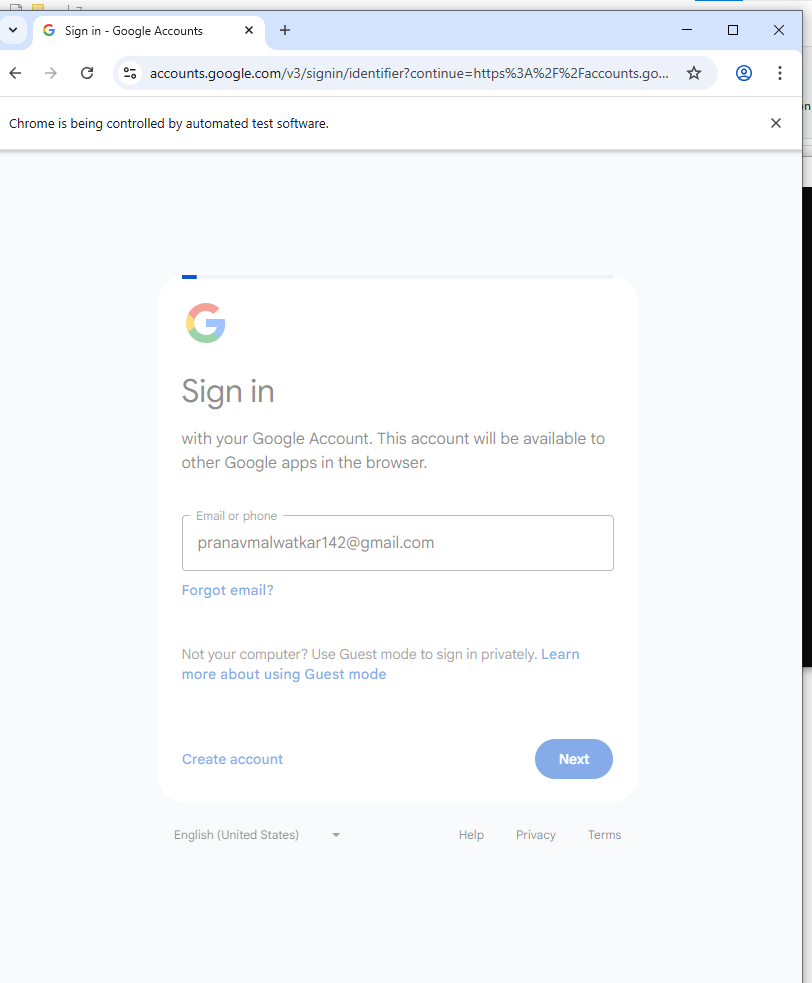 Sign in - Google Accounts
accounts.google.com/v3/signin/identifier?continue=https%3A%2F%2Faccounts.go...
Chrome is being controlled by automated test software.
Sign in
with your Google Account. This account will be available to
other Google apps in the browser.
Email or phone
pranavmalwatkar142@gmail.com
Forgot email?
Not your computer? Use Guest mode to sign in privately. Learn
more about using Guest mode
Create account
Next
English (United States)
Help Privacy Terms